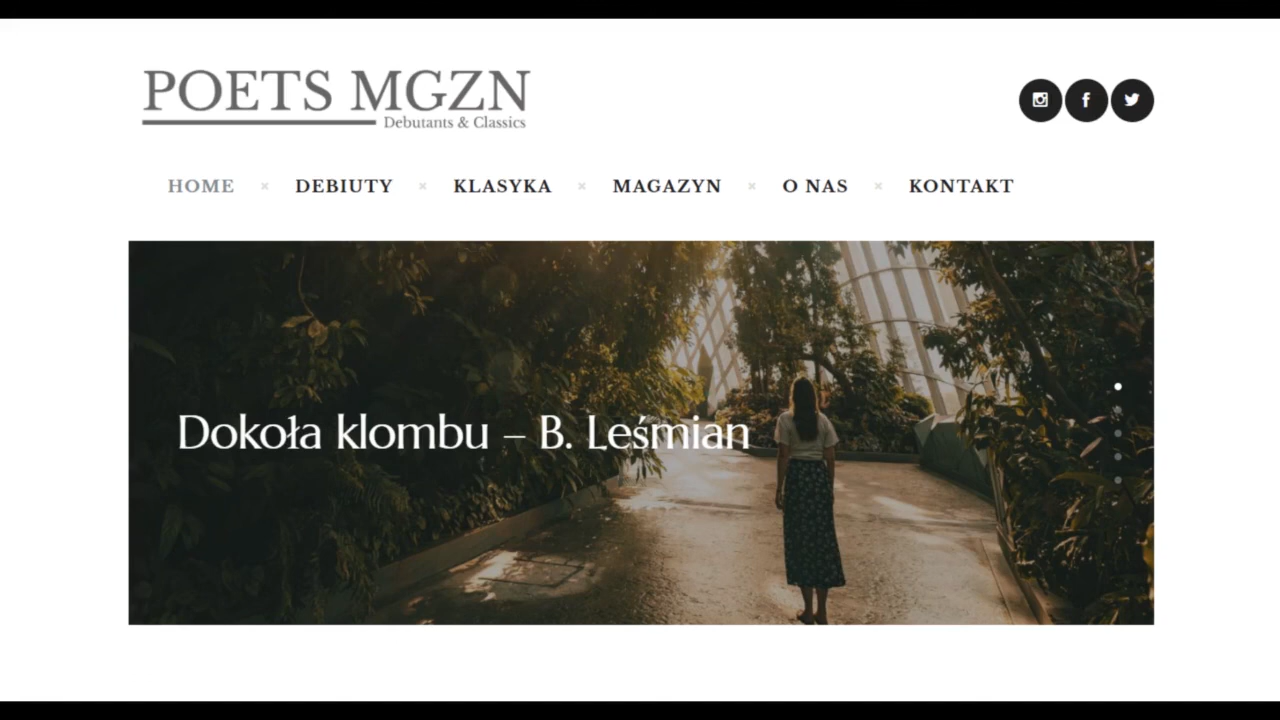 POETS MGZN
Debutants & Classics
HOME × DEBIUTY × KLASYKA × MAGAZYN × O NAS × KONTAKT
Dokoła klombu – B. Leśmian